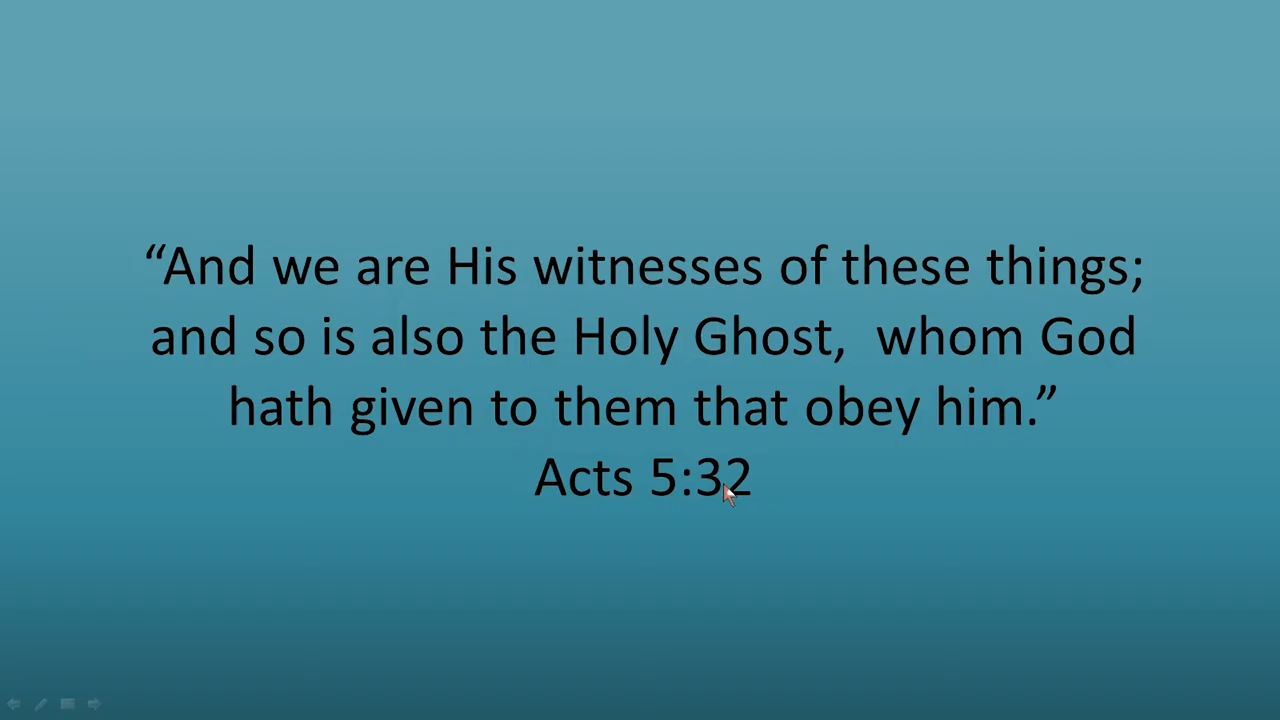 “And we are His witnesses of these things;
and so is also the Holy Ghost,  whom God
hath given to them that obey him.”
Acts 5:32